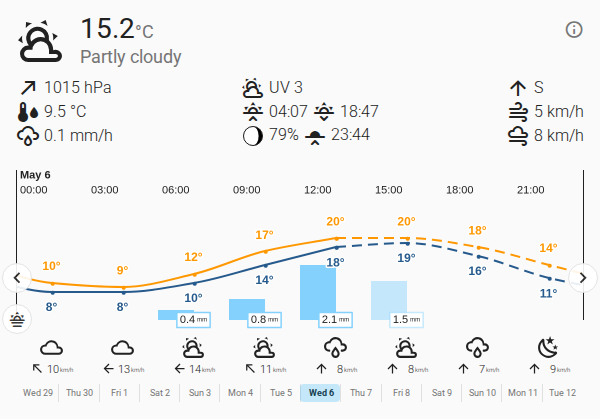 15.2°C
Partly cloudy
1015 hPa UV 3 S
9.5 °C 04:07 18:47 5 km/h
0.1 mm/h 79% 23:44 8 km/h
May 6
00:00 03:00 06:00 09:00 12:00 15:00 18:00 21:00
10° 9° 12° 17° 20° 20° 18° 14°
8° 8° 10° 14° 18° 19° 16° 11°
0.4 mm 0.8 mm 2.1 mm 1.5 mm
10 km/h 13 km/h 14 km/h 11 km/h 8 km/h 8 km/h 7 km/h 9 km/h
Wed 29 Thu 30 Fri 1 Sat 2 Sun 3 Mon 4 Tue 5 Wed 6 Thu 7 Fri 8 Sat 9 Sun 10 Mon 11 Tue 12